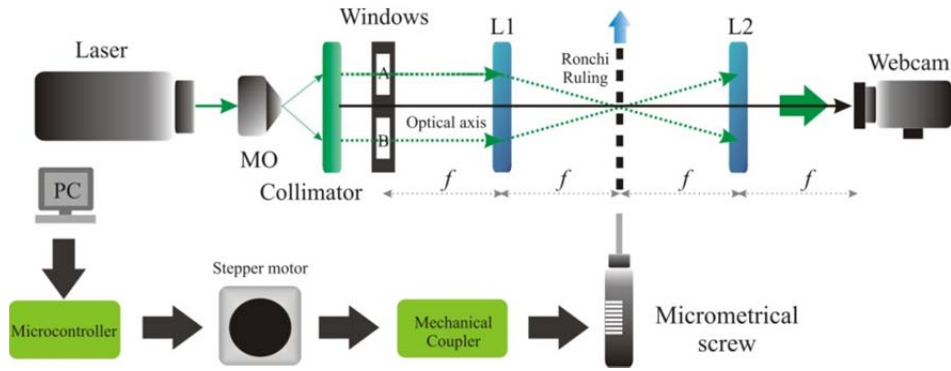 Windows
L1
L2
Laser
Ronchi
Ruling
Webcam
A
Optical axis
B
MO
Collimator
f
f
f
f
PC
Stepper motor
Microcontroller
Mechanical
Coupler
Micrometrical
screw